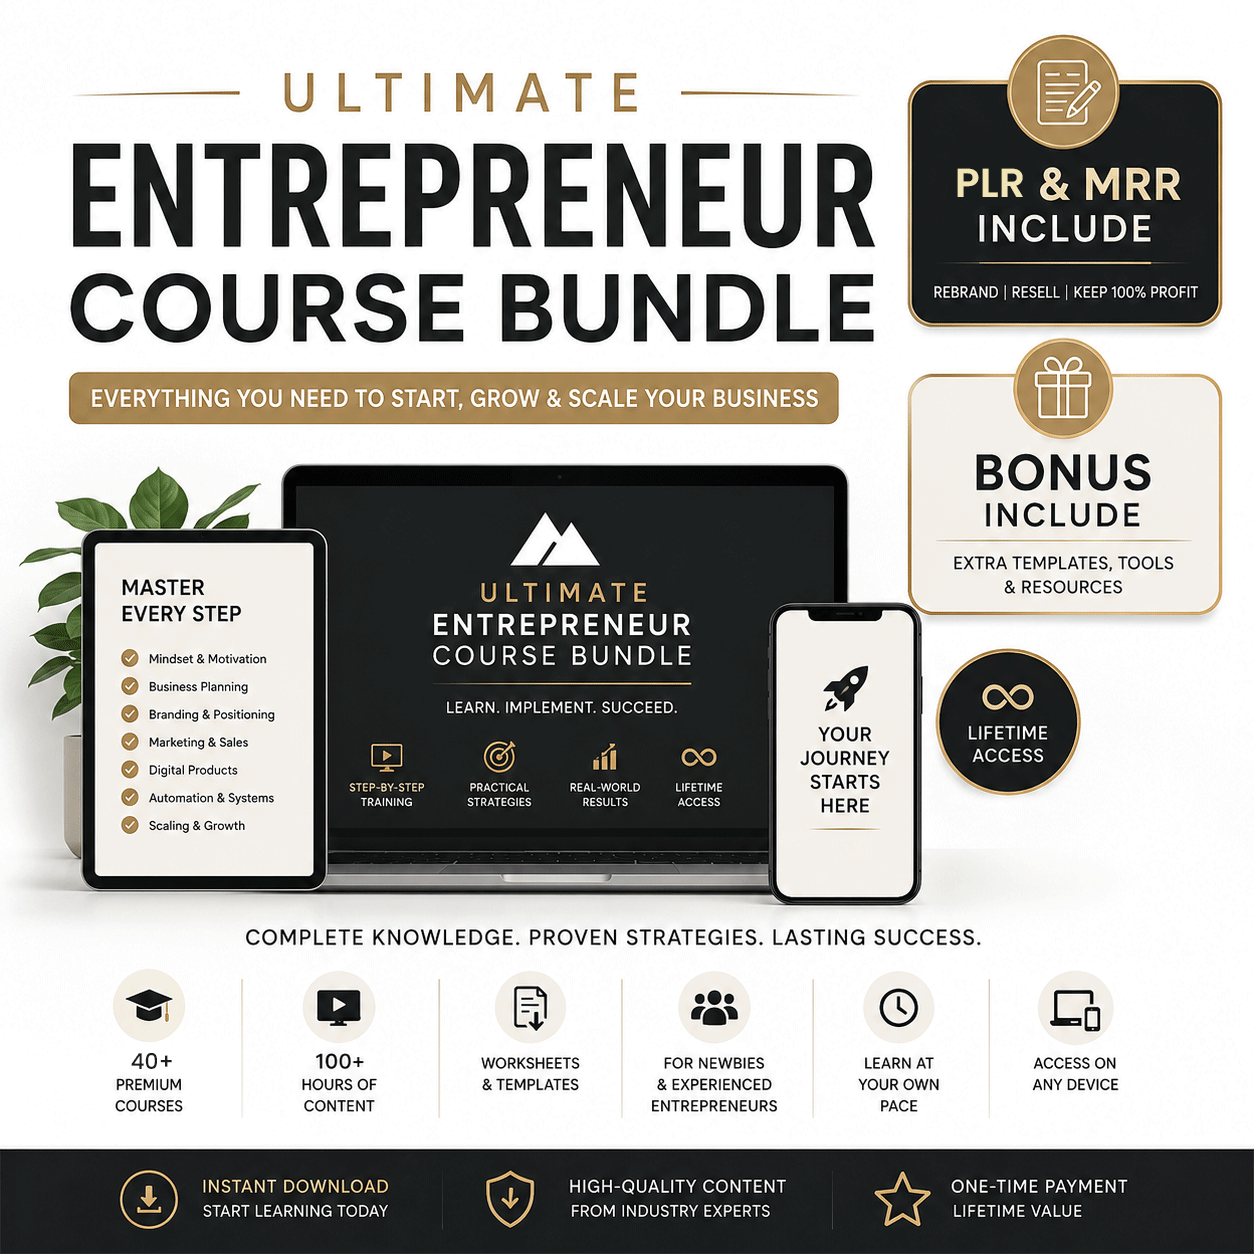 ULTIMATE
ENTREPRENEUR
COURSE BUNDLE
EVERYTHING YOU NEED TO START, GROW & SCALE YOUR BUSINESS
PLR & MRR
INCLUDE
REBRAND | RESELL | KEEP 100% PROFIT
BONUS
INCLUDE
EXTRA TEMPLATES, TOOLS
& RESOURCES
LIFETIME
ACCESS
MASTER
EVERY STEP
Mindset & Motivation
Business Planning
Branding & Positioning
Marketing & Sales
Digital Products
Automation & Systems
Scaling & Growth
ULTIMATE
ENTREPRENEUR
COURSE BUNDLE
LEARN. IMPLEMENT. SUCCEED.
STEP-BY-STEP
TRAINING
PRACTICAL
STRATEGIES
REAL-WORLD
RESULTS
LIFETIME
ACCESS
YOUR
JOURNEY
STARTS
HERE
COMPLETE KNOWLEDGE. PROVEN STRATEGIES. LASTING SUCCESS.
40+
PREMIUM
COURSES
100+
HOURS OF
CONTENT
WORKSHEETS
& TEMPLATES
FOR NEWBIES
& EXPERIENCED
ENTREPRENEURS
LEARN AT
YOUR OWN
PACE
ACCESS ON
ANY DEVICE
INSTANT DOWNLOAD
START LEARNING TODAY
HIGH-QUALITY CONTENT
FROM INDUSTRY EXPERTS
ONE-TIME PAYMENT
LIFETIME VALUE